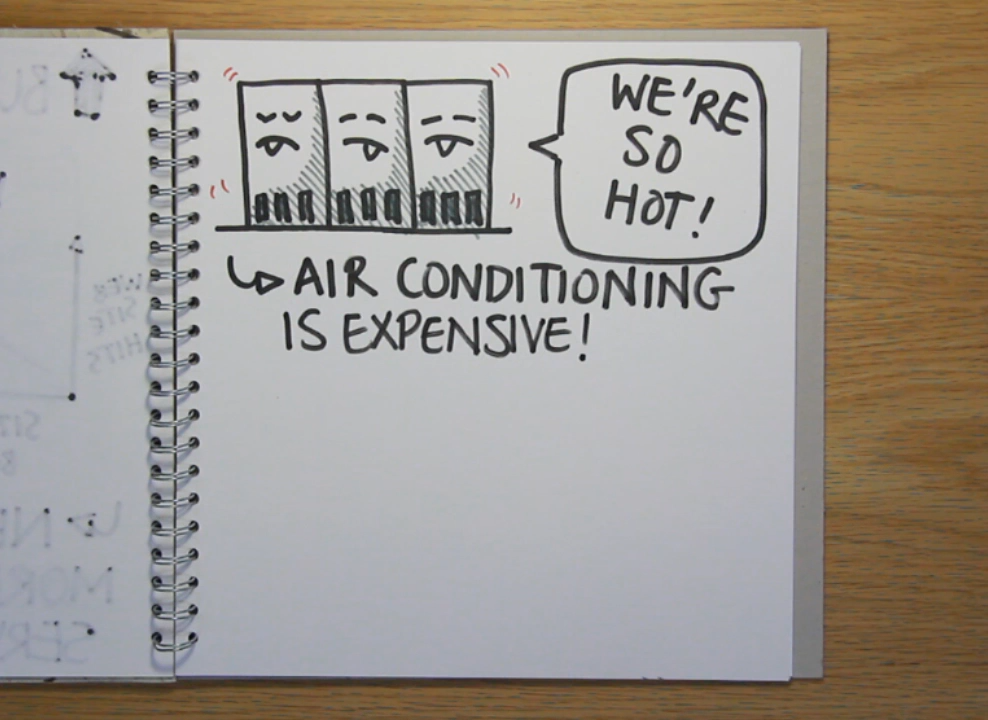 WE'RE
SO
HOT!
AIR CONDITIONING
IS EXPENSIVE!